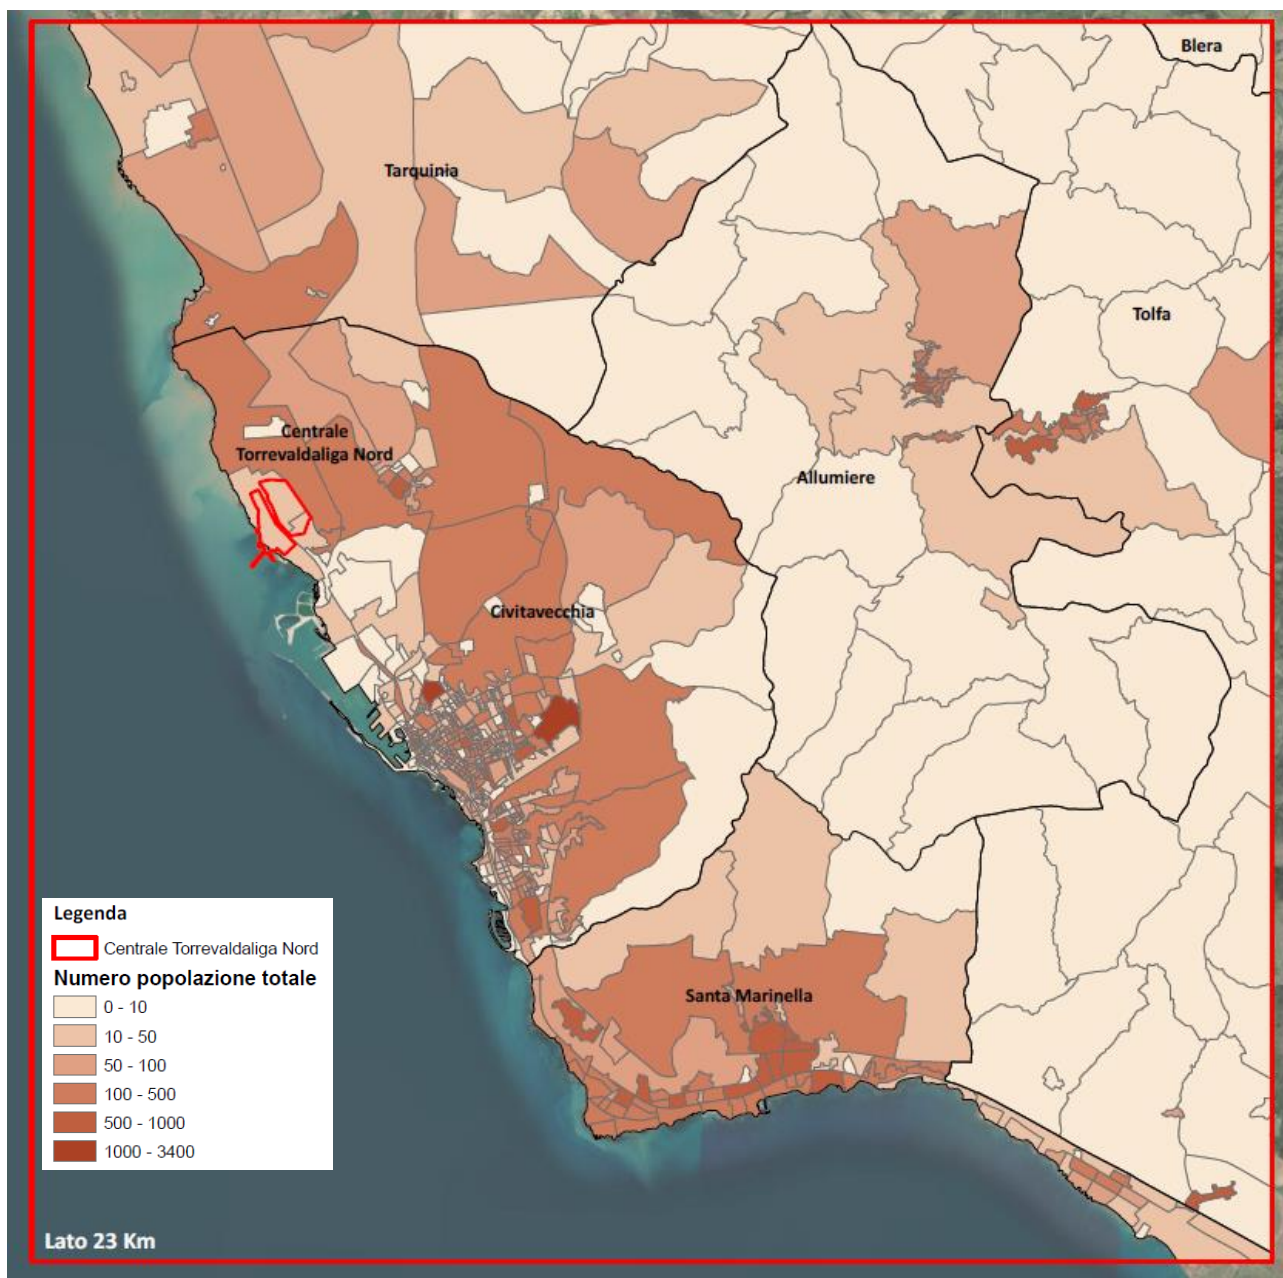 Blera
Tarquinia
Tolfa
Centrale
Torrevaldaliga Nord
Allumiere
Civitavecchia
Santa Marinella
Legenda
Centrale Torrevaldaliga Nord
Numero popolazione totale
0 - 10
10 - 50
50 - 100
100 - 500
500 - 1000
1000 - 3400
Lato 23 Km